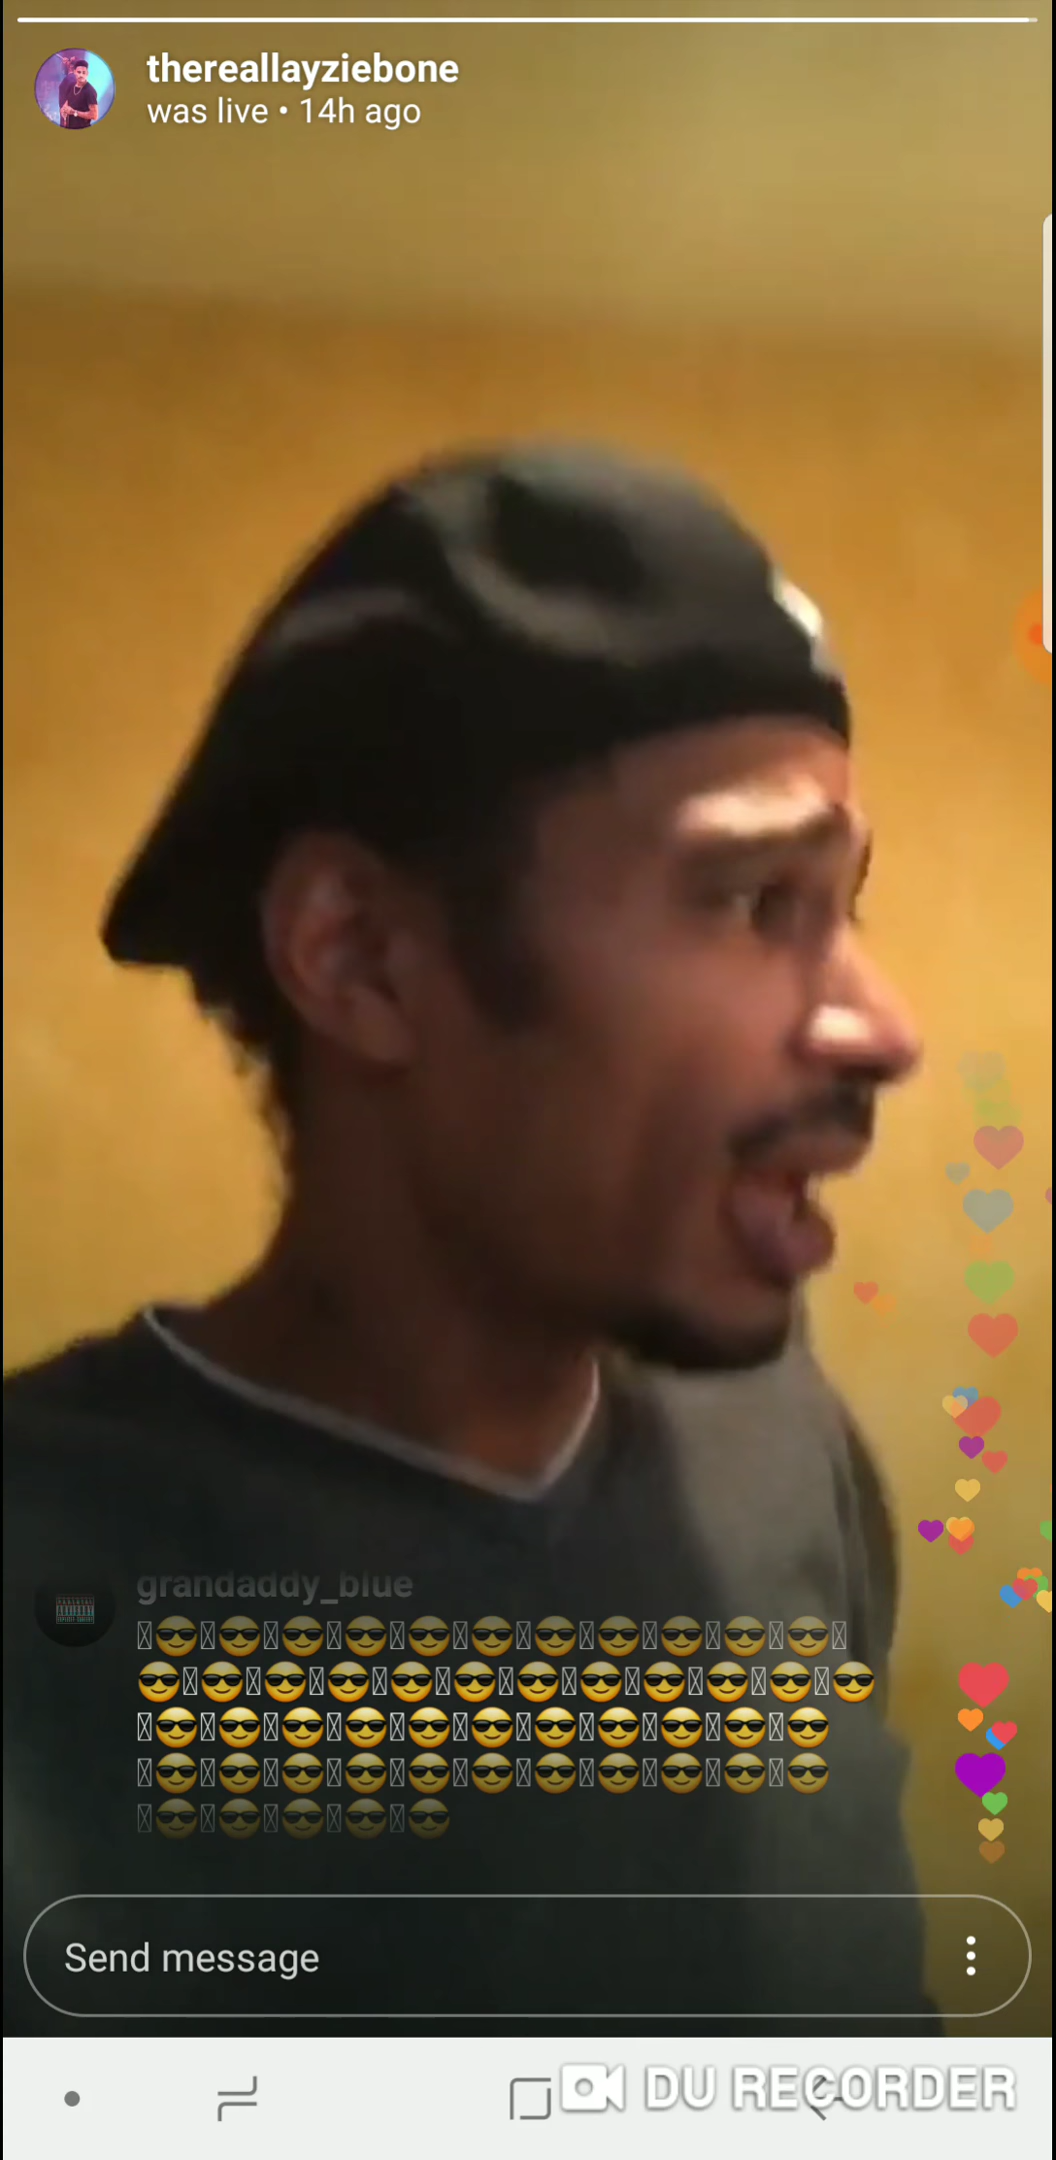 thereallayziebone
was live • 14h ago
grandaddy_blue
😎😎😎😎😎😎😎😎😎😎😎
😎😎😎😎😎😎😎😎😎😎😎😎
😎😎😎😎😎😎😎😎😎😎😎
😎😎😎😎😎😎😎😎😎😎😎
😎😎😎😎😎
Send message
DU RECORDER